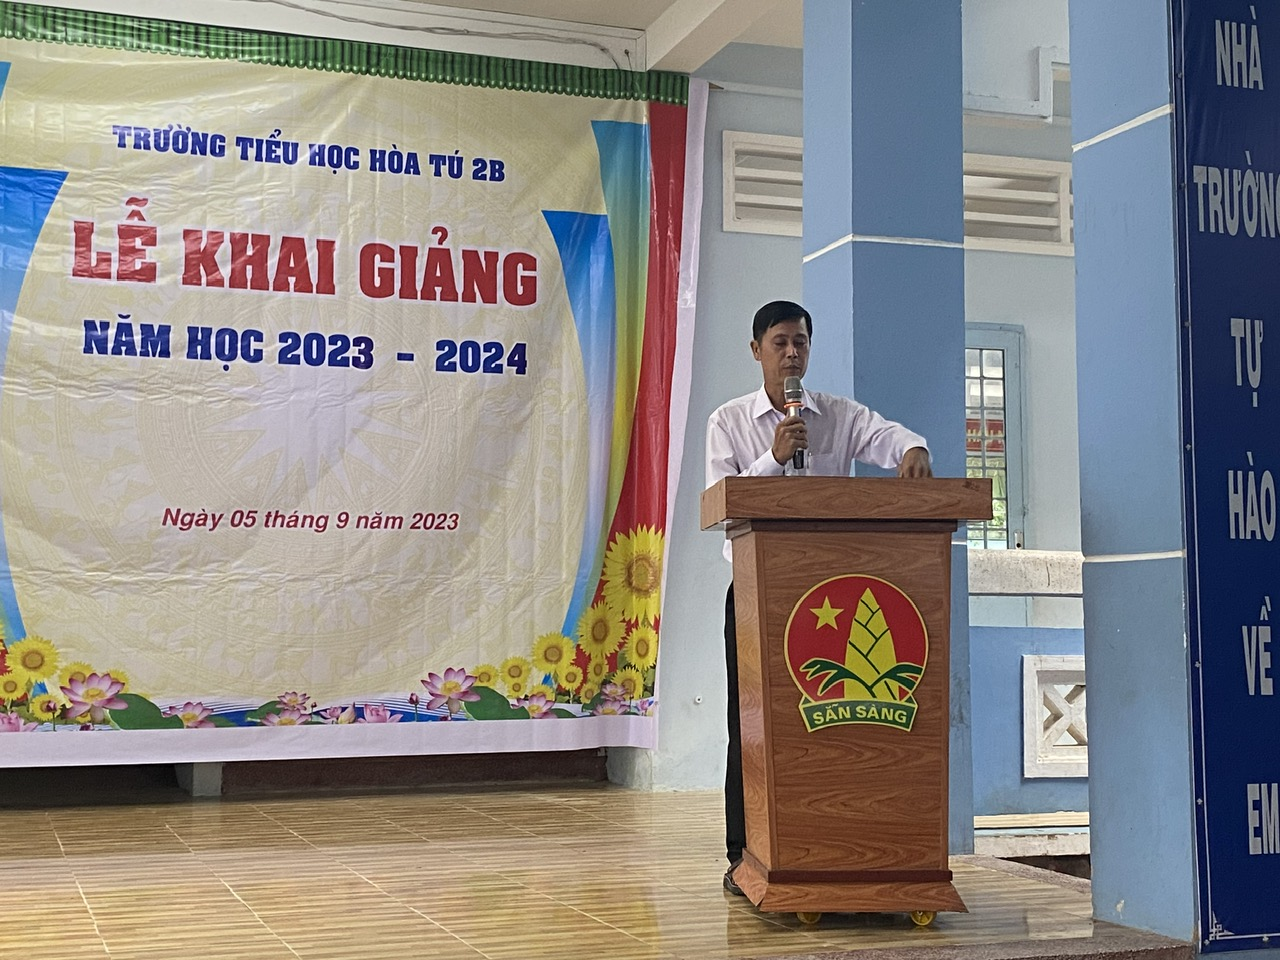 TRƯỜNG TIỂU HỌC HÒA TÚ 2B
LỄ KHAI GIẢNG
NĂM HỌC 2023 - 2024
Ngày 05 tháng 9 năm 2023
SẴN SÀNG
NHÀ
TRƯỜNG
TỰ
HÀO
VỀ
EM